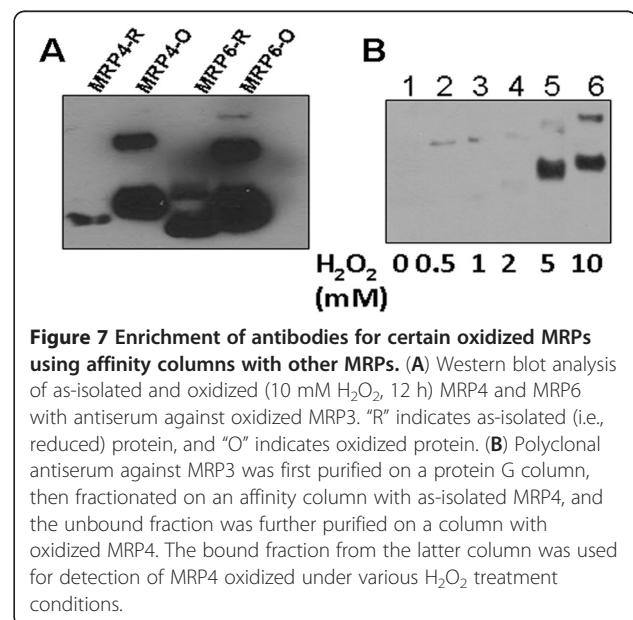 A
MRP4-R
MRP4-O
MRP6-R
MRP6-O
B
1 2 3 4 5 6
H₂O₂ 0 0.5 1 2 5 10
(mM)
Figure 7 Enrichment of antibodies for certain oxidized MRPs
using affinity columns with other MRPs. (A) Western blot analysis
of as-isolated and oxidized (10 mM H₂O₂, 12 h) MRP4 and MRP6
with antiserum against oxidized MRP3. “R” indicates as-isolated (i.e.,
reduced) protein, and “O” indicates oxidized protein. (B) Polyclonal
antiserum against MRP3 was first purified on a protein G column,
then fractionated on an affinity column with as-isolated MRP4, and
the unbound fraction was further purified on a column with
oxidized MRP4. The bound fraction from the latter column was used
for detection of MRP4 oxidized under various H₂O₂ treatment
conditions.